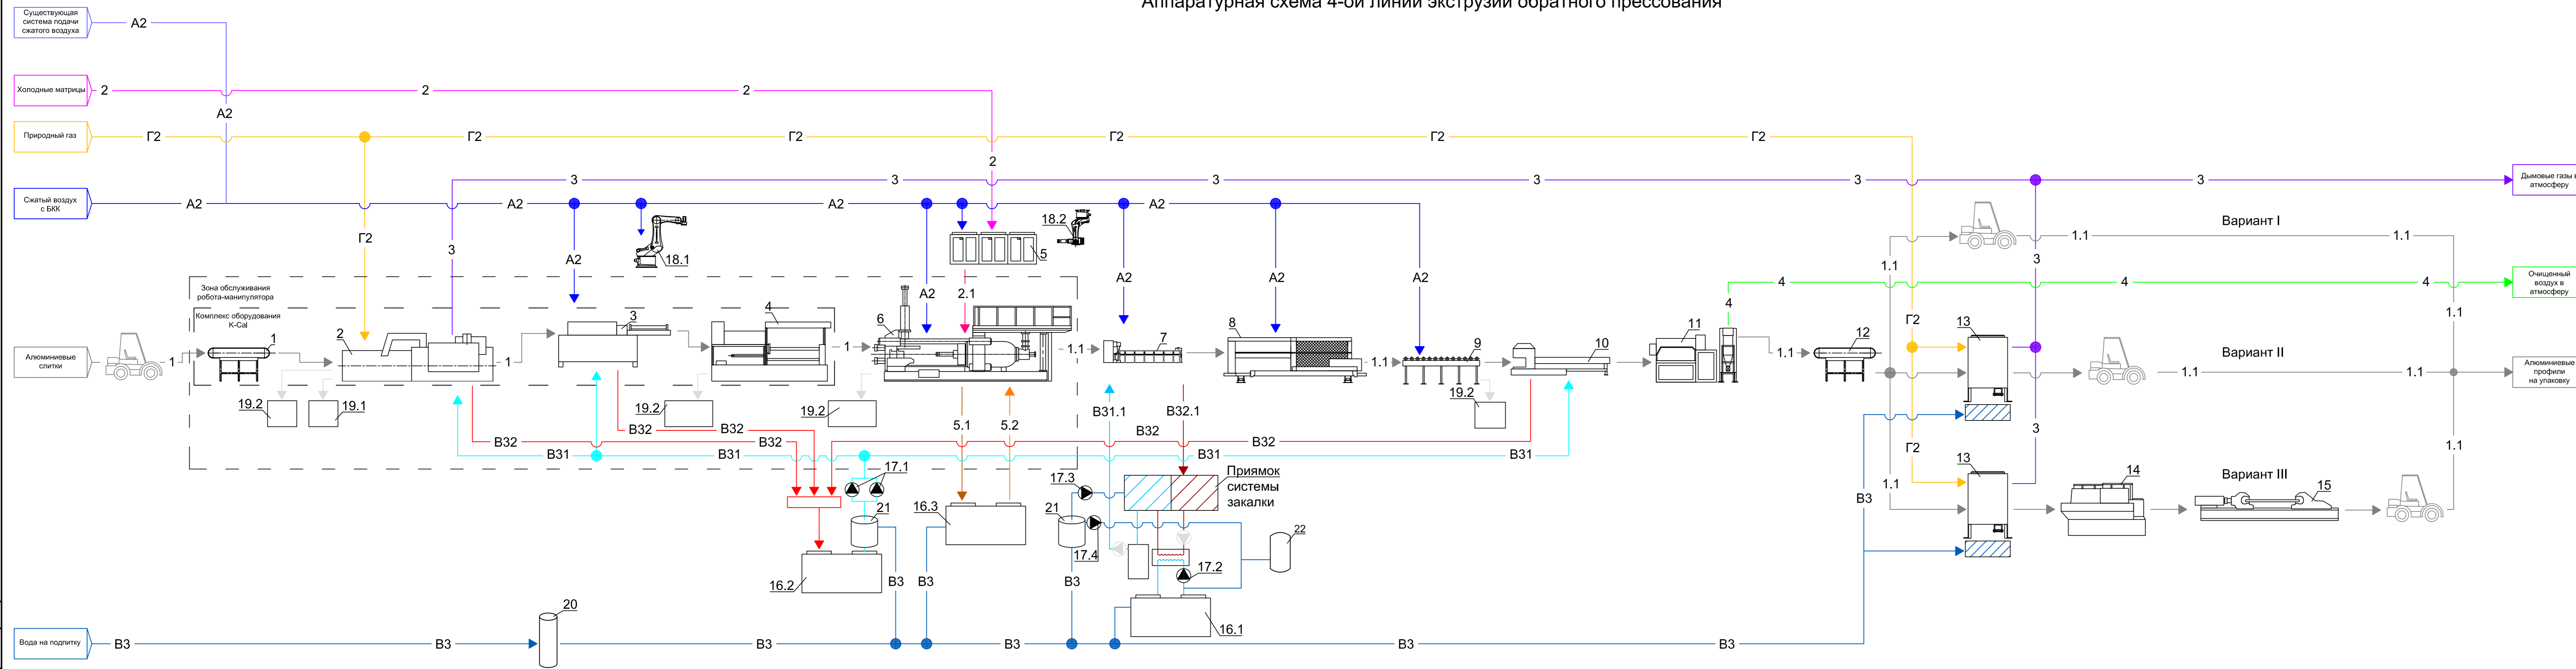 Аппаратурная схема 4-ой линии экструзии обратного прессования
Существующая
система подачи
сжатого воздуха
А2
А2
Холодные матрицы
2
2
2
2
Природный газ
Г2
Г2
Г2
Г2
Г2
Г2
Г2
Сжатый воздух
с БКК
А2
А2
А2
А2
3
3
3
3
3
3
Дымовые газы в
атмосферу
18.1
18.2
5
Вариант I
1.1
1.1
1.1
3
А2
А2
А2
А2
А2
2.1
3
4
4
4
4
Очищенный
воздух в
атмосферу
Зона обслуживания
робота-манипулятора
Комплекс оборудования
K-Cal
Алюминиевые
слитки
1
1
2
1
3
4
1
6
1.1
7
8
1.1
9
10
11
1.1
12
Г2
13
Вариант II
1.1
1.1
1.1
Алюминиевые
профили
на упаковку
19.2
19.1
19.2
19.2
19.2
В31.1
В32.1
В32
В32
В32
В32
В32
В32
В31
В31
В31
В31
5.1
5.2
17.1
17.3
Приямок
системы
закалки
21
16.3
21
17.4
22
17.2
16.2
16.1
В3
В3
В3
Г2
3
1.1
13
14
Вариант III
15
1.1
В3
Вода на подпитку
В3
В3
20
В3
В3
В3
В3